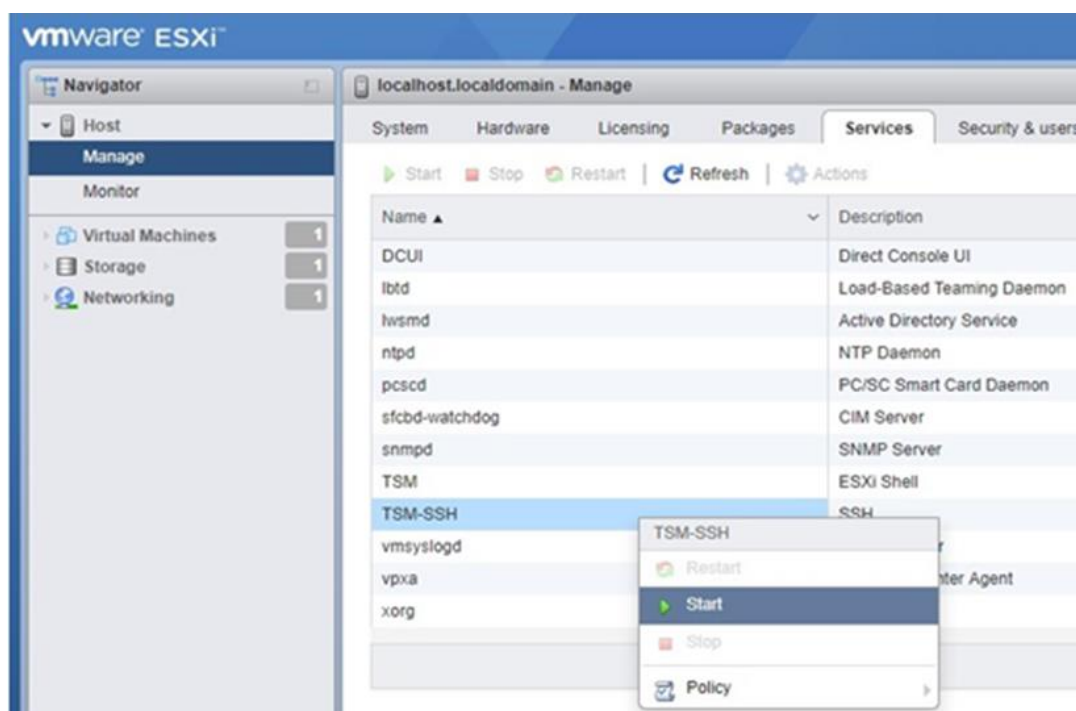 vmware ESXi™
Navigator
localhost.localdomain - Manage
Host
System Hardware Licensing Packages Services Security & users
Manage
Start Stop Restart | Refresh | Actions
Monitor
Name Description
Virtual Machines 1
DCUI Direct Console UI
Storage 1
lbtd Load-Based Teaming Daemon
Networking 1
lwsmd Active Directory Service
ntpd NTP Daemon
pcscd PC/SC Smart Card Daemon
sfcbd-watchdog CIM Server
snmpd SNMP Server
TSM ESXi Shell
TSM-SSH SSH
TSM-SSH
vmsyslogd
Restart
vpxa Agent
Start
xorg
Stop
Policy